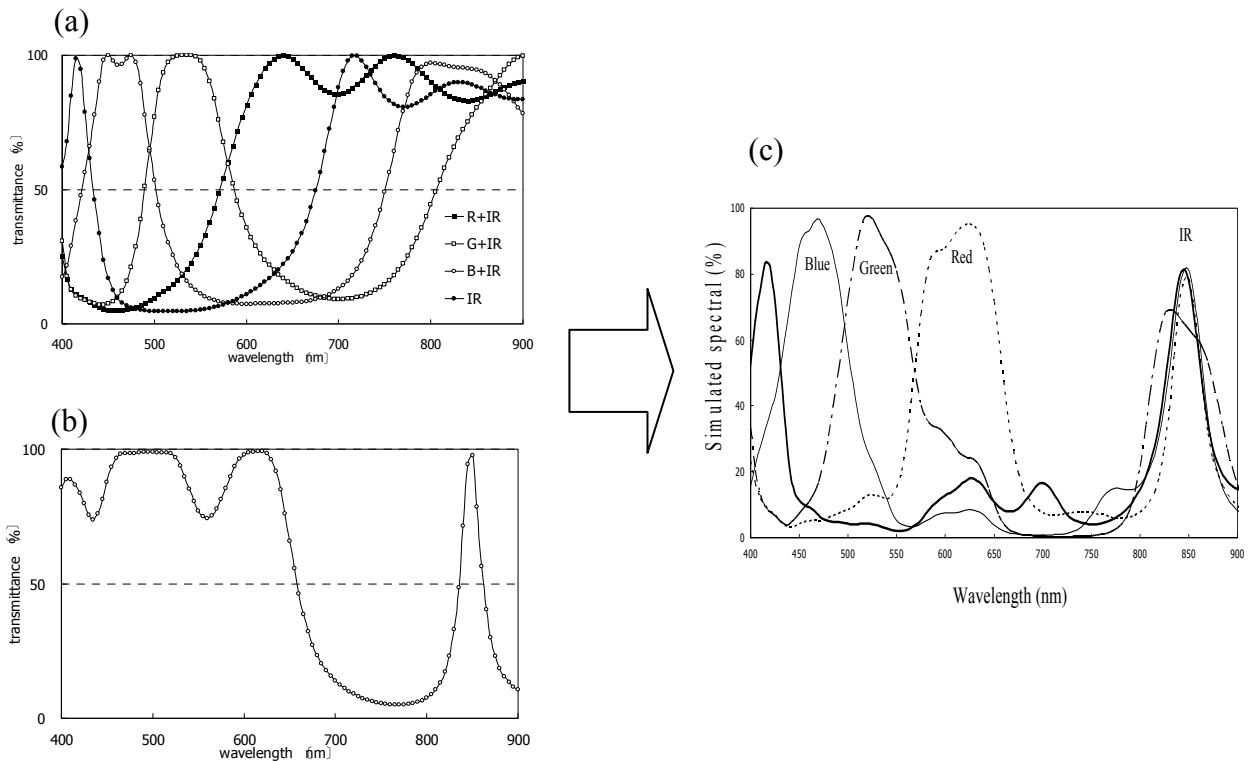 (a)
100
50
0
transmittance %]
400 500 600 700 800 900
wavelength [nm]
R+IR
G+IR
B+IR
IR
(b)
100
50
0
transmittance %]
400 500 600 700 800 900
wavelength [nm]
(c)
100
80
60
40
20
0
Simulated spectral (%)
Blue
Green
Red
IR
400 450 500 550 600 650 700 750 800 850 900
Wavelength (nm)